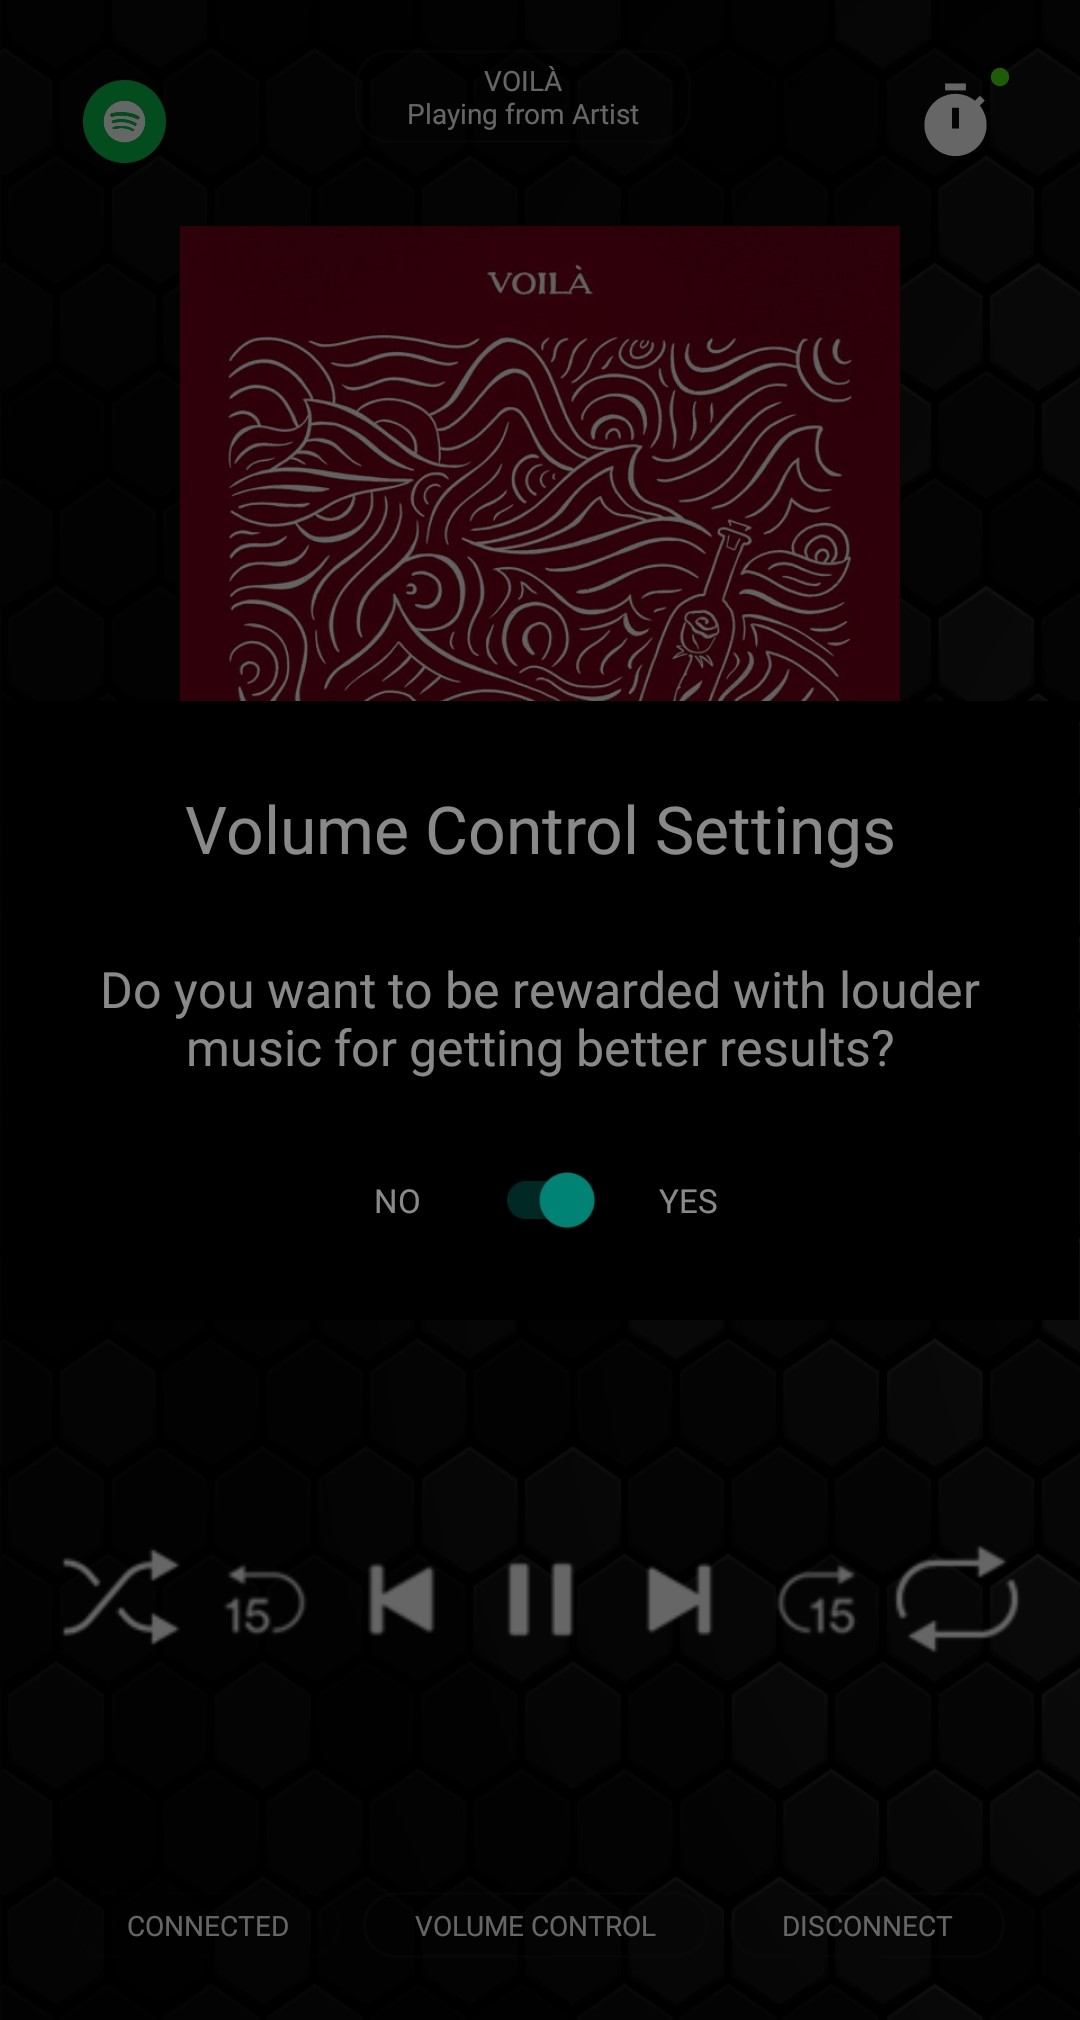 VOILÀ
Playing from Artist
VOILÀ
Volume Control Settings
Do you want to be rewarded with louder
music for getting better results?
NO YES
15 15
CONNECTED VOLUME CONTROL DISCONNECT